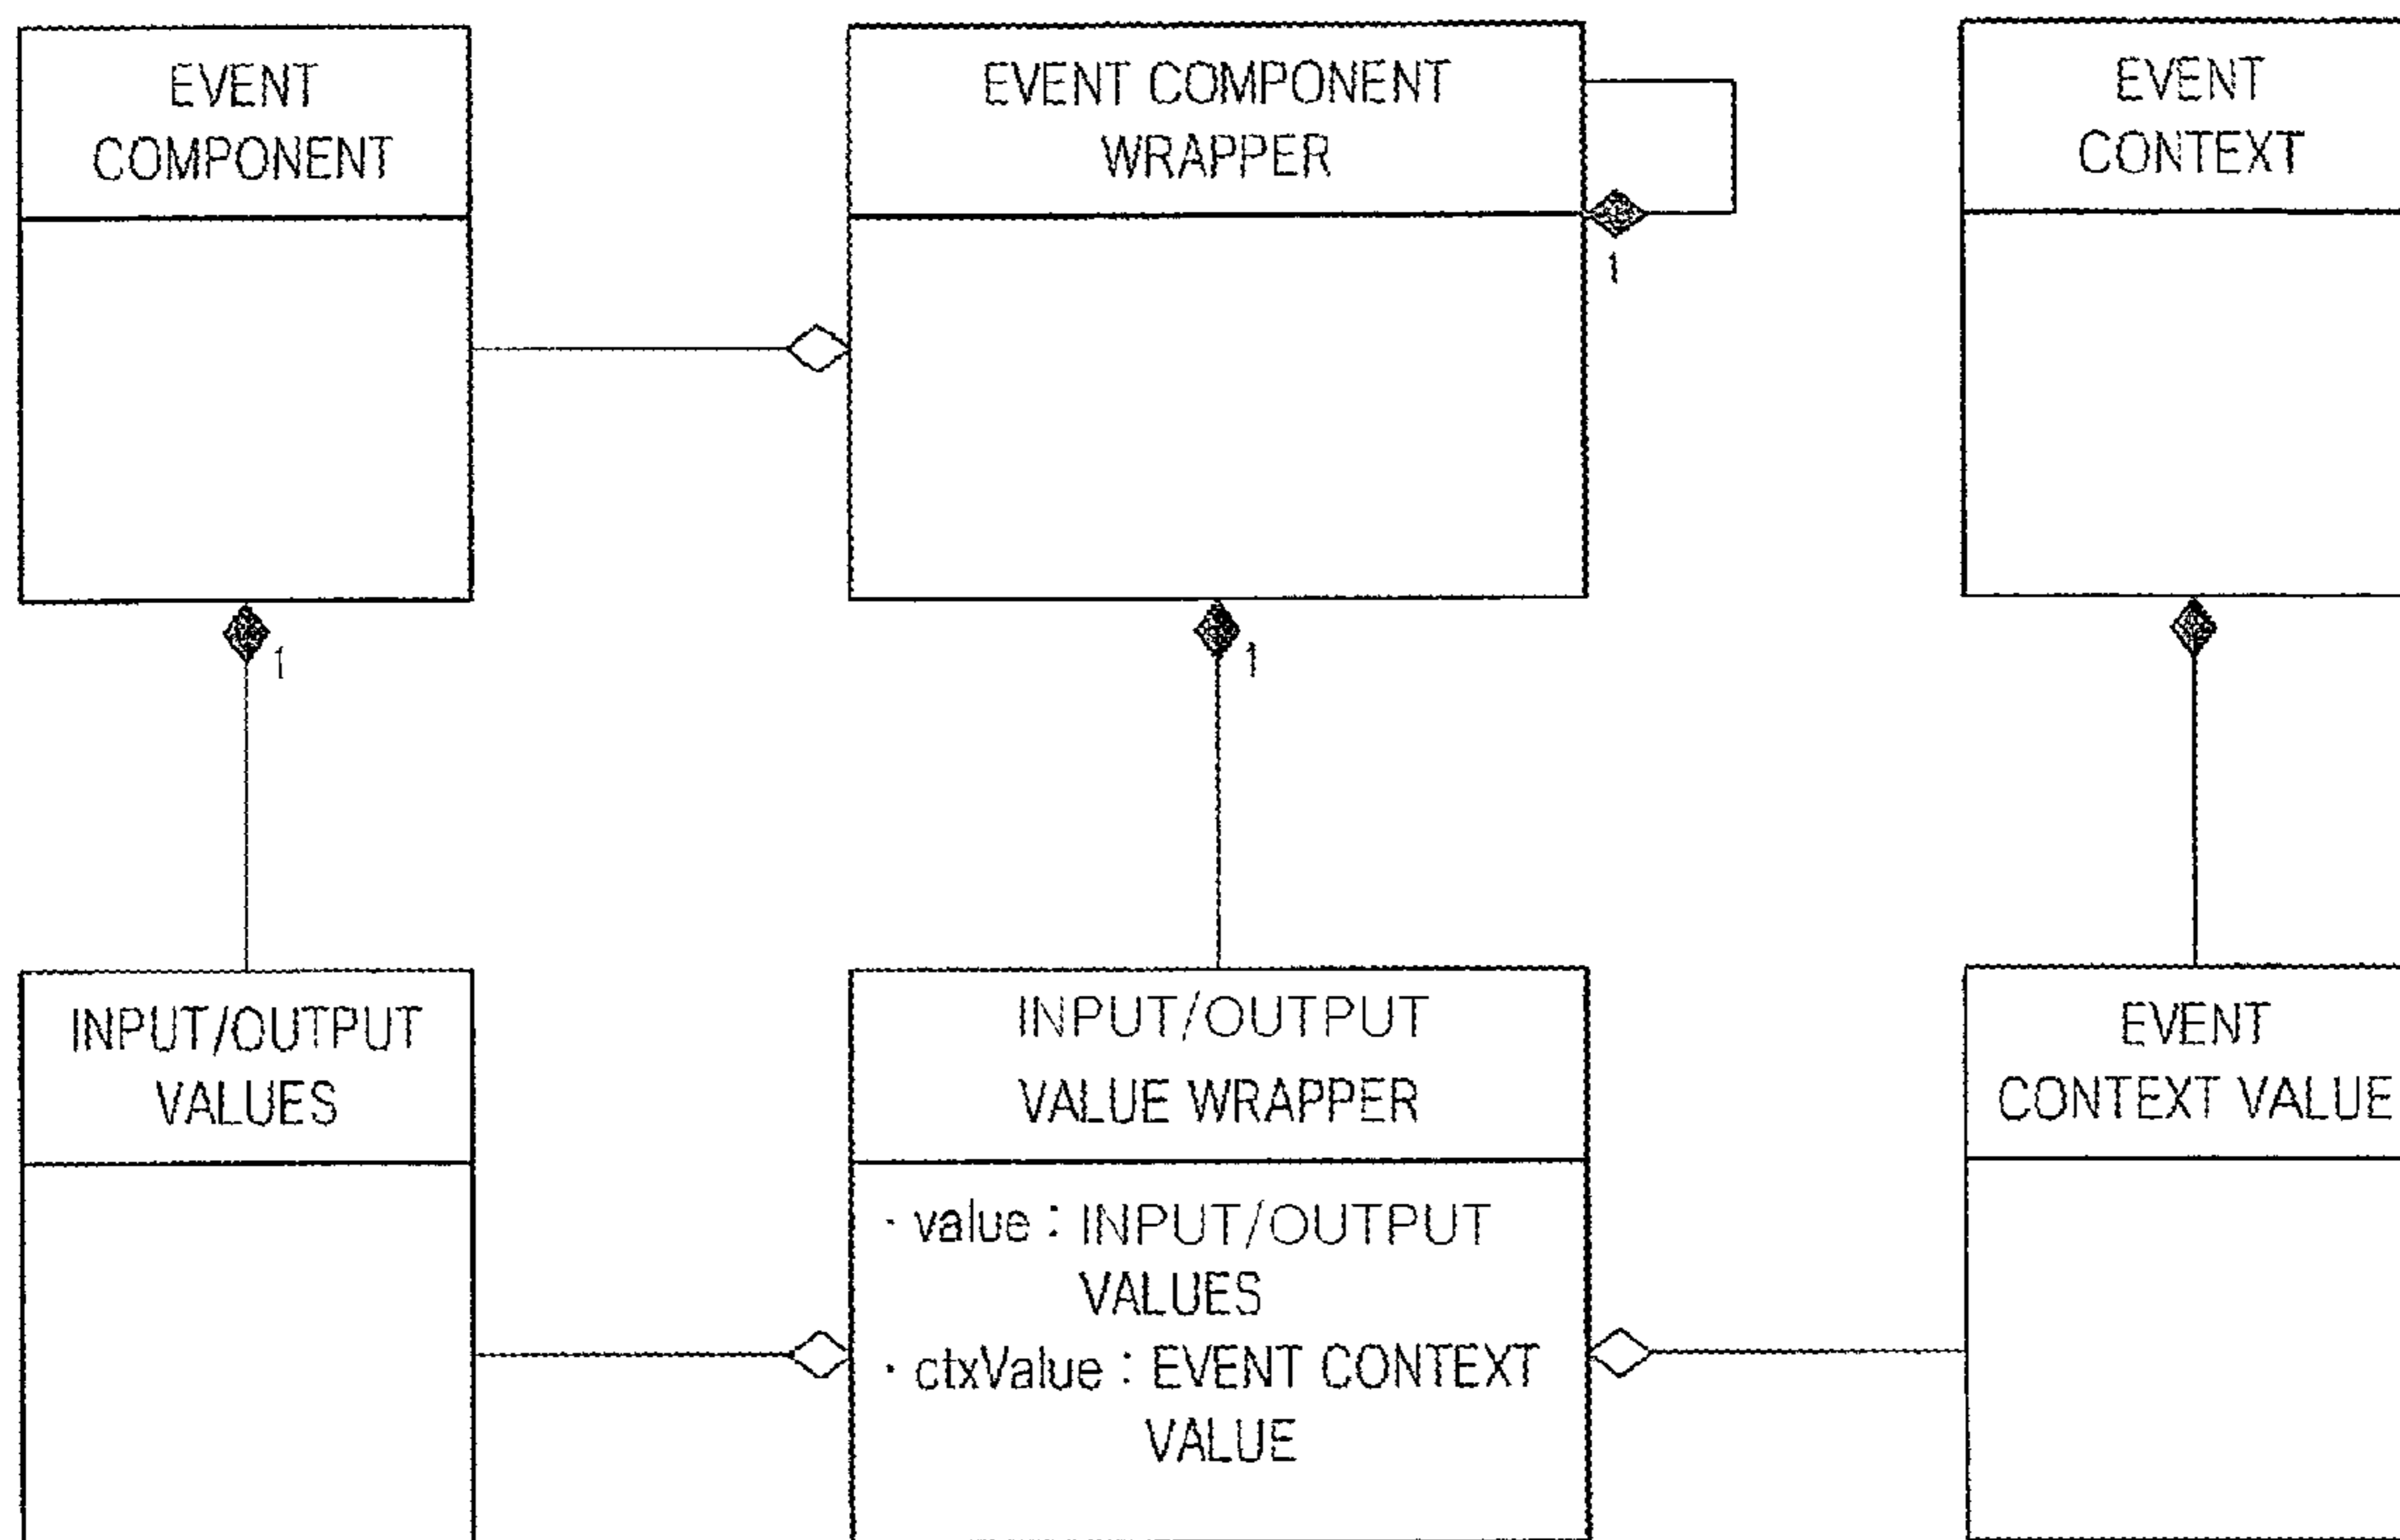 EVENT
COMPONENT
EVENT COMPONENT
WRAPPER
1
EVENT
CONTEXT
1
1
INPUT/OUTPUT
VALUES
INPUT/OUTPUT
VALUE WRAPPER
· value : INPUT/OUTPUT
VALUES
· ctxValue : EVENT CONTEXT
VALUE
EVENT
CONTEXT VALUE